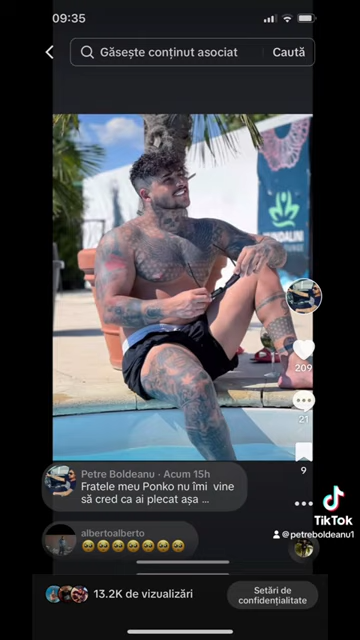 09:35
Găsește conținut asociat
Caută
Petre Boldeanu · Acum 15h
Fratele meu Ponko nu îmi vine
să cred ca ai plecat așa ...
albertoalberto
209
21
9
TikTok
@petreboldeanu1
13.2K de vizualizări
Setări de
confidențialitate